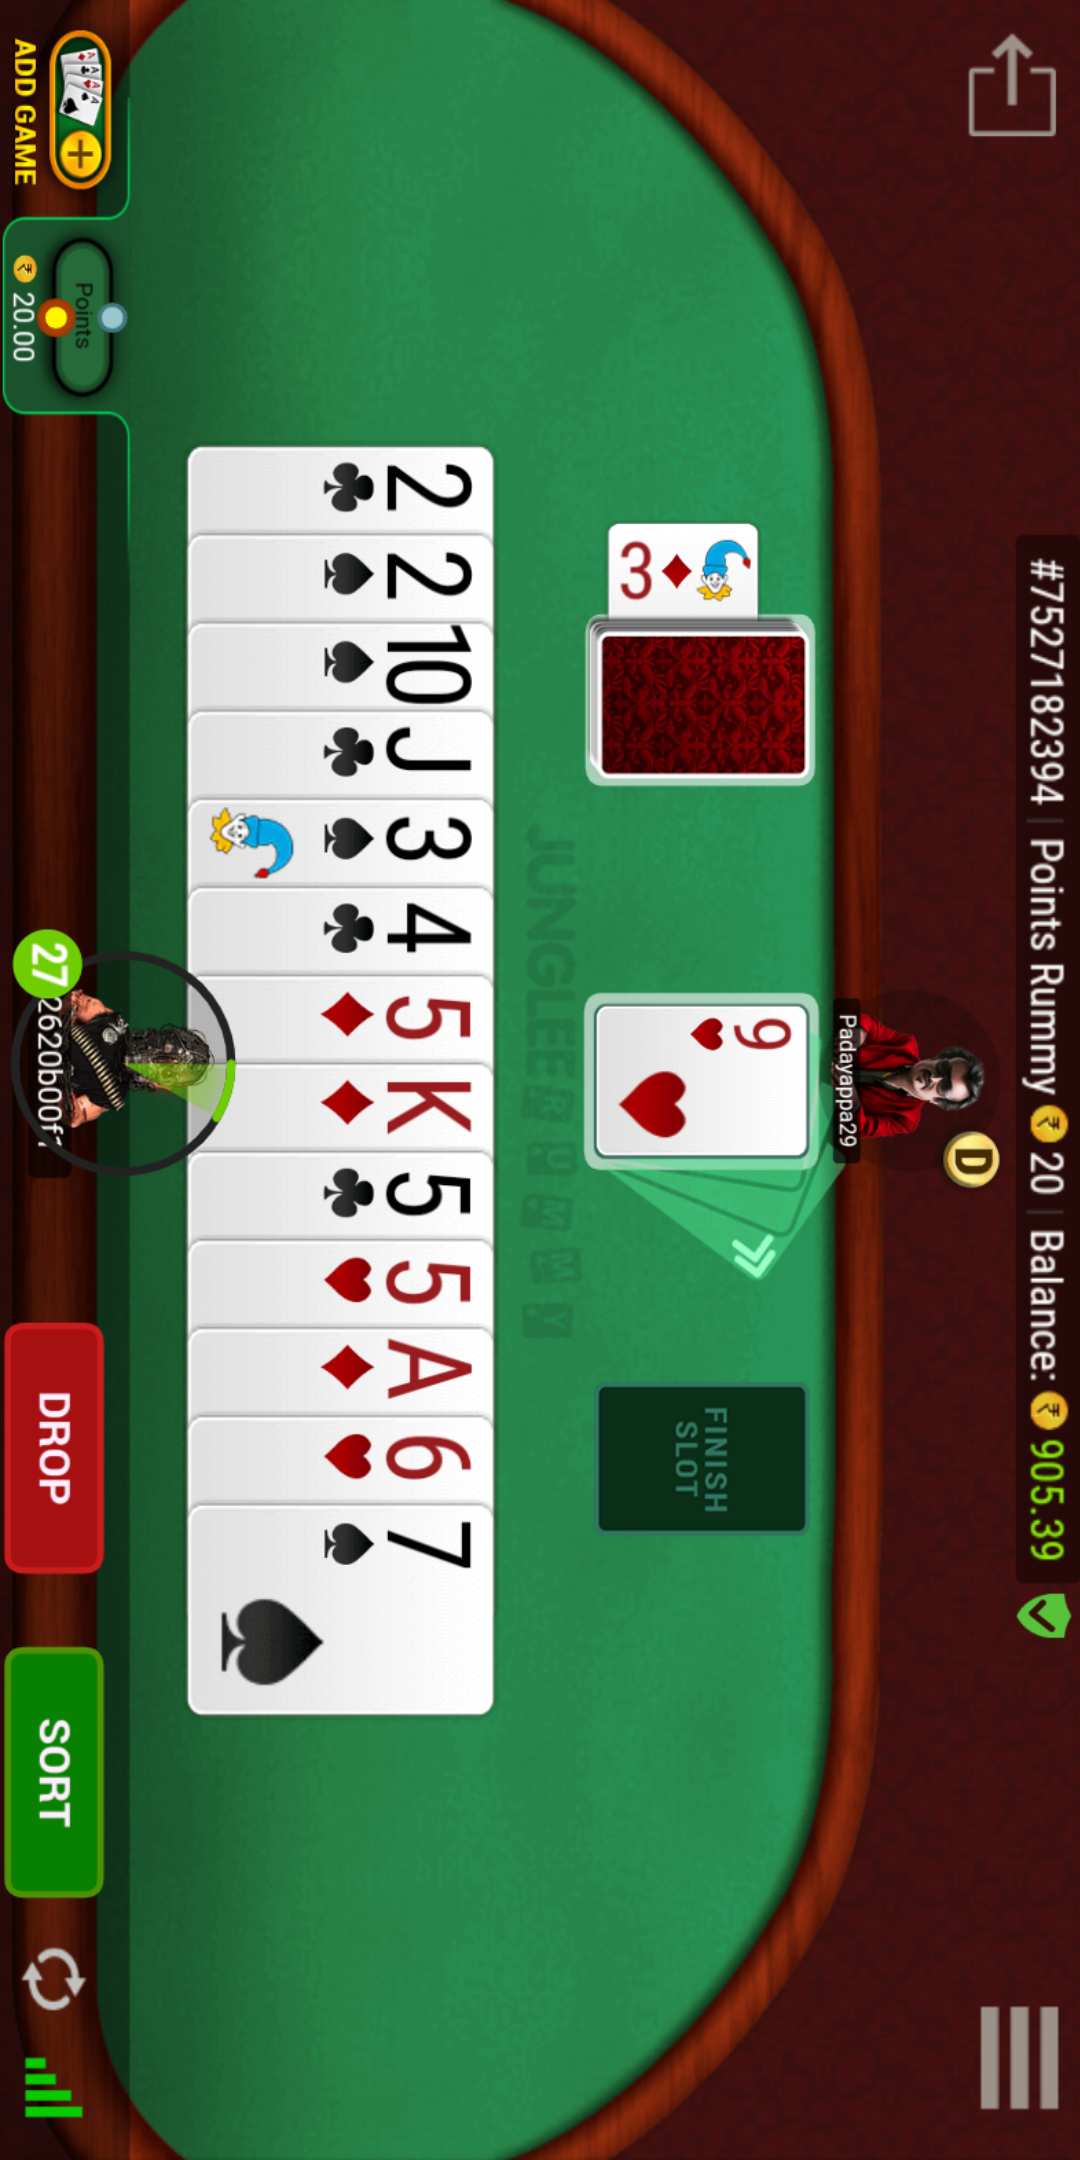 #7527182394 | Points Rummy ₹ 20 | Balance: ₹ 905.39
D
Padayappa29
3
9
FINISH
SLOT
JUNGLEE RUMMY
2
2
10
J
3
4
5
K
5
5
A
6
7
ADD GAME
Points
₹ 20.00
27
DROP
SORT